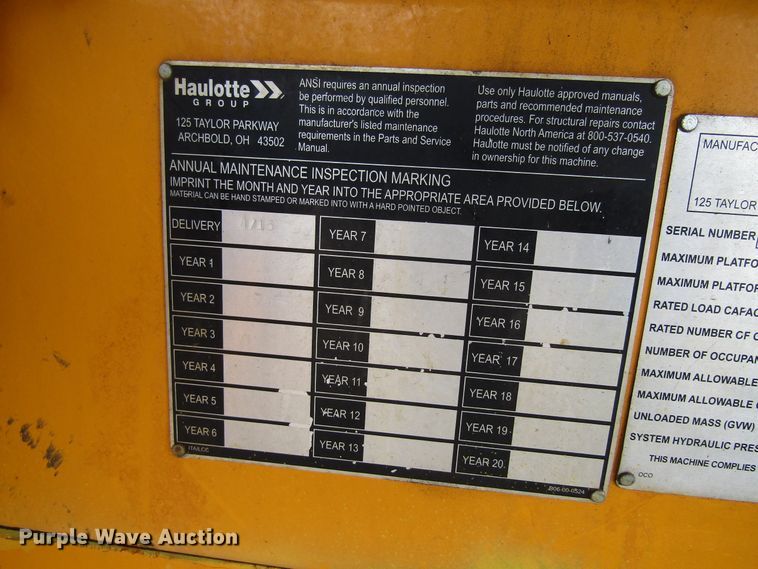 Haulotte
GROUP
125 TAYLOR PARKWAY
ARCHBOLD, OH 43502
ANSI requires an annual inspection
be performed by qualified personnel.
This is in accordance with the
manufacturer's listed maintenance
requirements in the Parts and Service
Manual.
Use only Haulotte approved manuals,
parts and recommended maintenance
procedures. For structural repairs contact
Haulotte North America at 800-537-0540.
Haulotte must be notified of any change
in ownership for this machine.
ANNUAL MAINTENANCE INSPECTION MARKING
IMPRINT THE MONTH AND YEAR INTO THE APPROPRIATE AREA PROVIDED BELOW.
MATERIAL CAN BE HAND STAMPED OR MARKED INTO WITH A HARD POINTED OBJECT.
DELIVERY
YEAR 1
YEAR 2
YEAR 3
YEAR 4
YEAR 5
YEAR 6
YEAR 7
YEAR 8
YEAR 9
YEAR 10
YEAR 11
YEAR 12
YEAR 13
YEAR 14
YEAR 15
YEAR 16
YEAR 17
YEAR 18
YEAR 19
YEAR 20
B06-00-0524
MANUFAC
125 TAYLOR
SERIAL NUMBER
MAXIMUM PLATFO
MAXIMUM PLATFOR
RATED LOAD CAPAC
RATED NUMBER OF O
NUMBER OF OCCUPAN
MAXIMUM ALLOWABLE
MAXIMUM ALLOWABLE
UNLOADED MASS (GVW)
SYSTEM HYDRAULIC PRES
THIS MACHINE COMPLIES
DCO
Purple Wave Auction